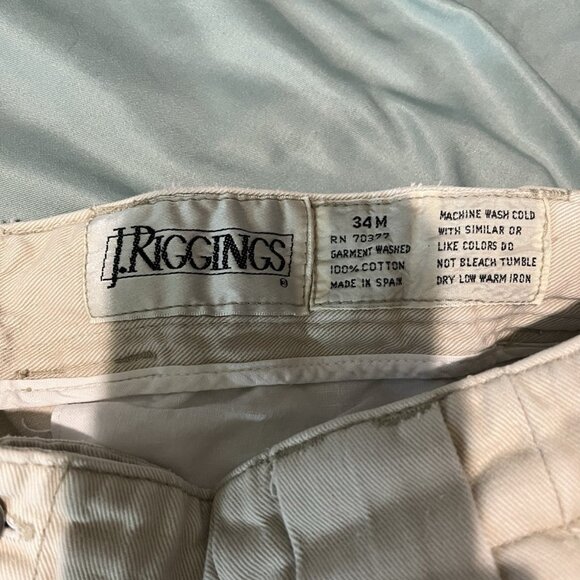 J.RIGGINGS
®
34 M
RN 70377
GARMENT WASHED
100% COTTON
MADE IN SPAIN
MACHINE WASH COLD
WITH SIMILAR OR
LIKE COLORS DO
NOT BLEACH TUMBLE
DRY LOW WARM IRON